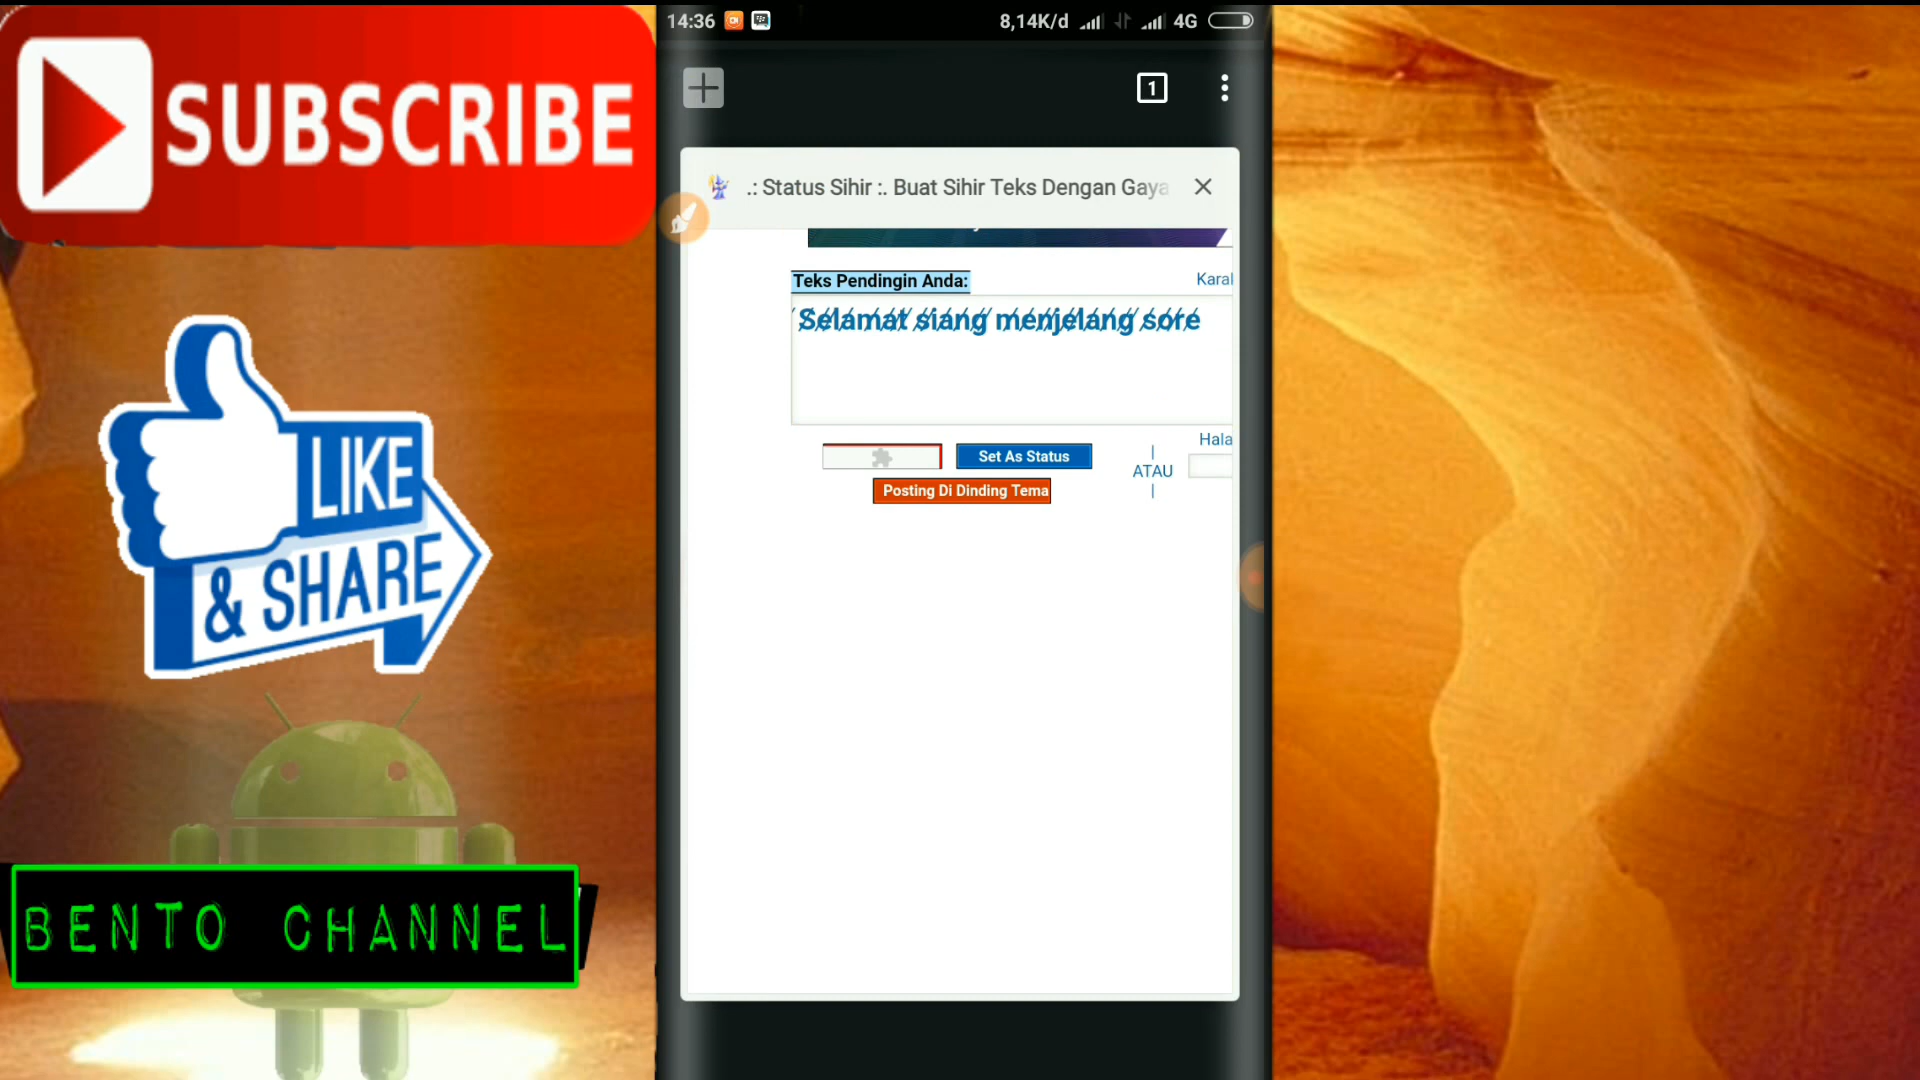 SUBSCRIBE
LIKE
& SHARE
BENTO CHANNEL
14:36
8,14K/d
4G
1
.: Status Sihir :. Buat Sihir Teks Dengan Gaya
Teks Pendingin Anda:
Karal
Selamat siang menjelang sore
Set As Status
Posting Di Dinding Tema
ATAU
Hala